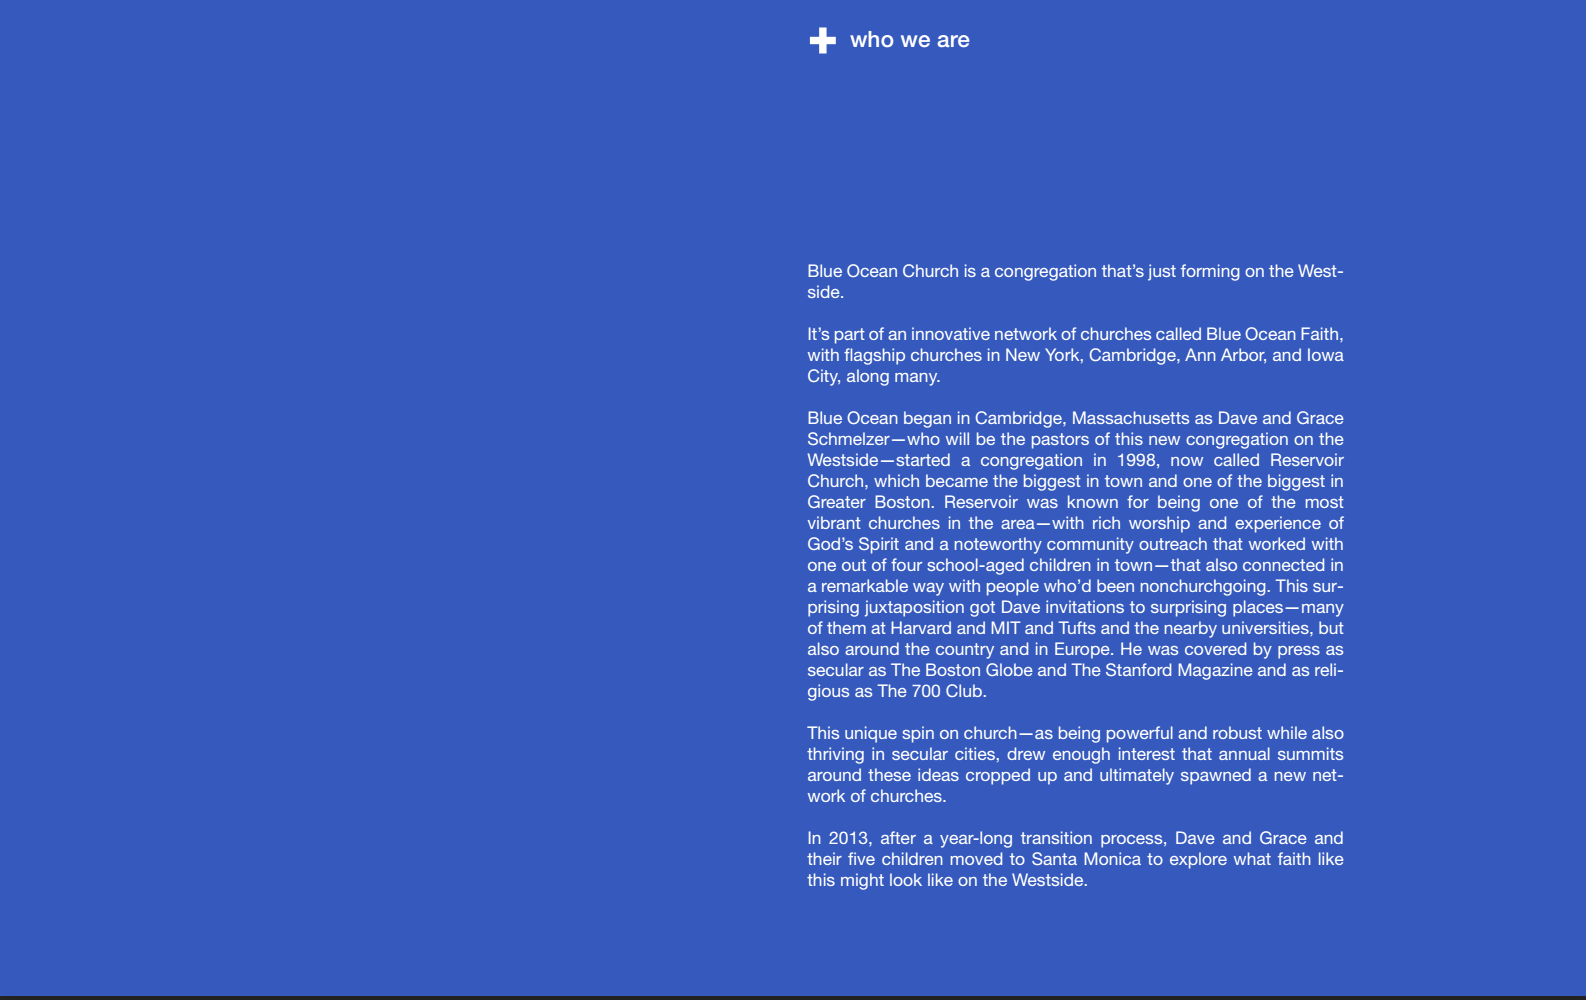 who we are
Blue Ocean Church is a congregation that’s just forming on the West-
side.
It’s part of an innovative network of churches called Blue Ocean Faith,
with flagship churches in New York, Cambridge, Ann Arbor, and Iowa
City, along many.
Blue Ocean began in Cambridge, Massachusetts as Dave and Grace
Schmelzer—who will be the pastors of this new congregation on the
Westside—started a congregation in 1998, now called Reservoir
Church, which became the biggest in town and one of the biggest in
Greater Boston. Reservoir was known for being one of the most
vibrant churches in the area—with rich worship and experience of
God’s Spirit and a noteworthy community outreach that worked with
one out of four school-aged children in town—that also connected in
a remarkable way with people who’d been nonchurchgoing. This sur-
prising juxtaposition got Dave invitations to surprising places—many
of them at Harvard and MIT and Tufts and the nearby universities, but
also around the country and in Europe. He was covered by press as
secular as The Boston Globe and The Stanford Magazine and as reli-
gious as The 700 Club.
This unique spin on church—as being powerful and robust while also
thriving in secular cities, drew enough interest that annual summits
around these ideas cropped up and ultimately spawned a new net-
work of churches.
In 2013, after a year-long transition process, Dave and Grace and
their five children moved to Santa Monica to explore what faith like
this might look like on the Westside.